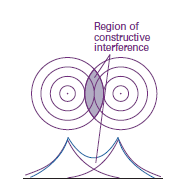 Region of
constructive
interference